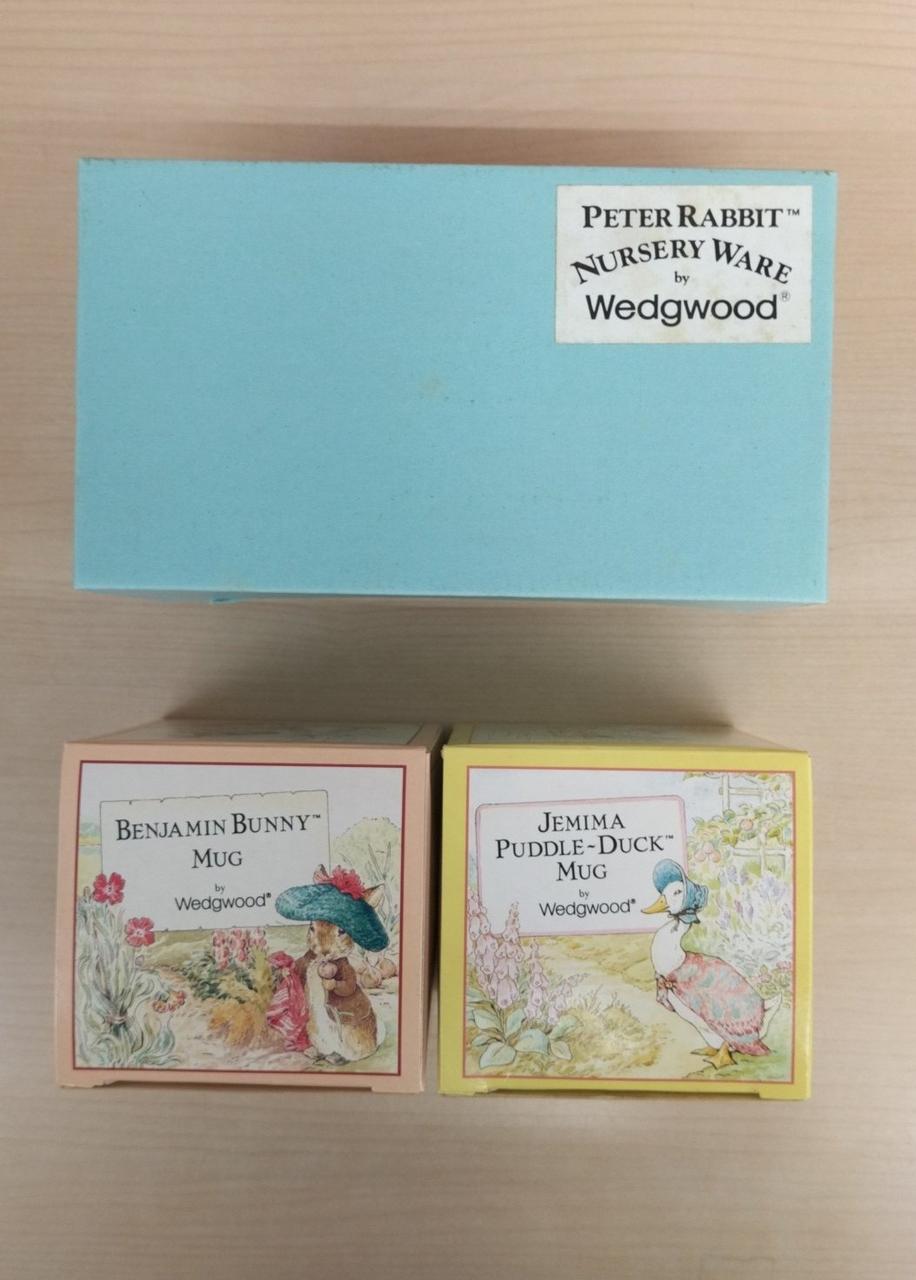 PETER RABBIT™
NURSERY WARE
by
Wedgwood®
BENJAMIN BUNNY™
MUG
by
Wedgwood®
JEMIMA
PUDDLE-DUCK™
MUG
by
Wedgwood®